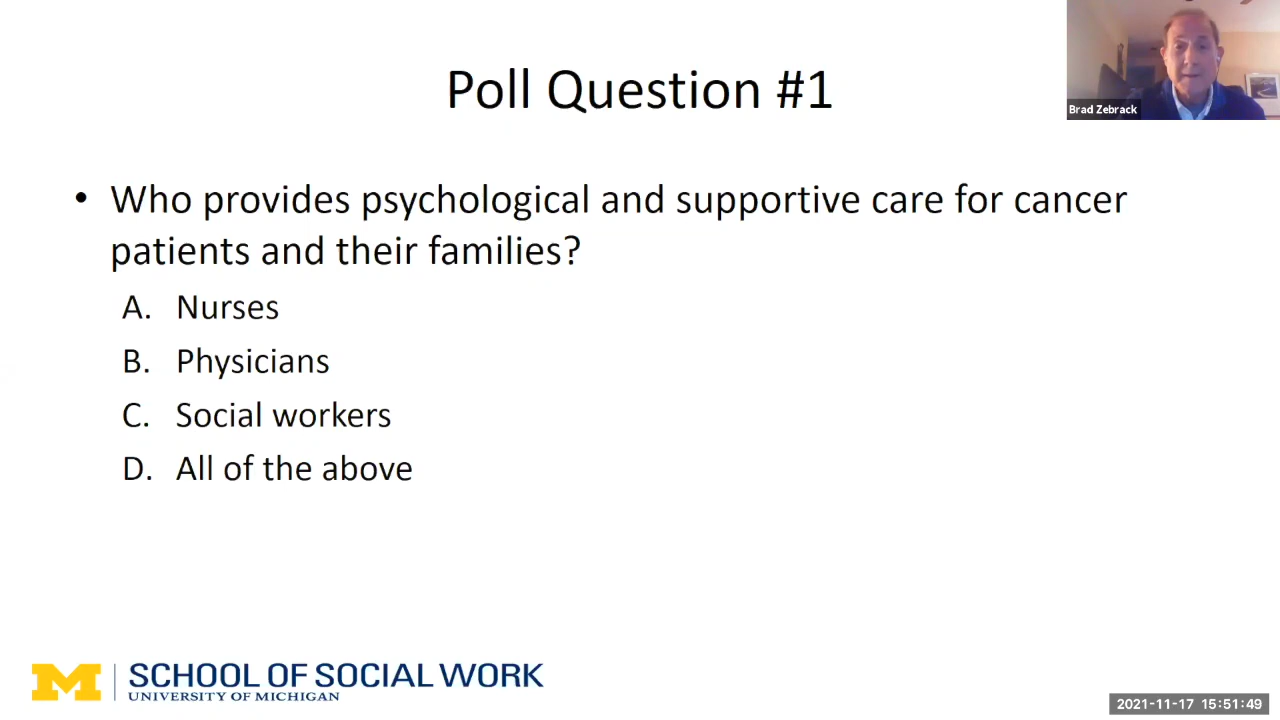 Poll Question #1
Brad Zebrack
• Who provides psychological and supportive care for cancer
patients and their families?
A. Nurses
B. Physicians
C. Social workers
D. All of the above
M | SCHOOL OF SOCIAL WORK
UNIVERSITY OF MICHIGAN
2021-11-17 15:51:49